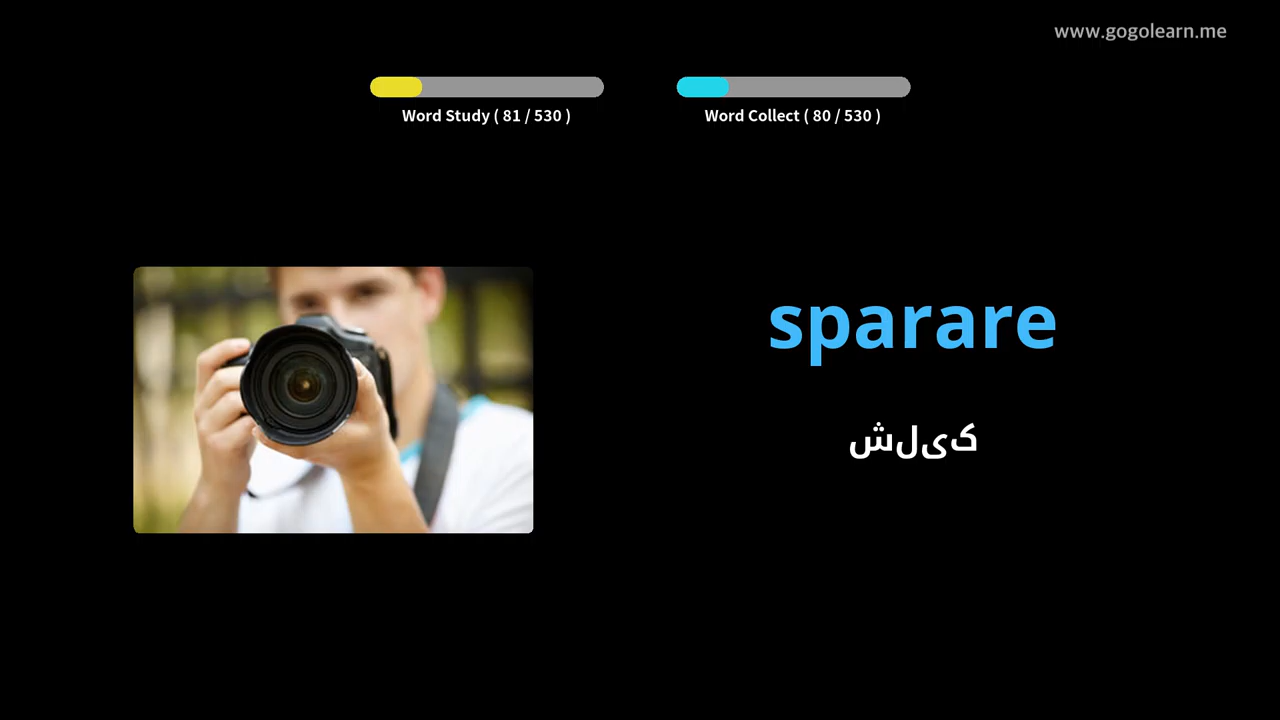 www.gogolearn.me
Word Study ( 81 / 530 )
Word Collect ( 80 / 530 )
sparare
کیلش